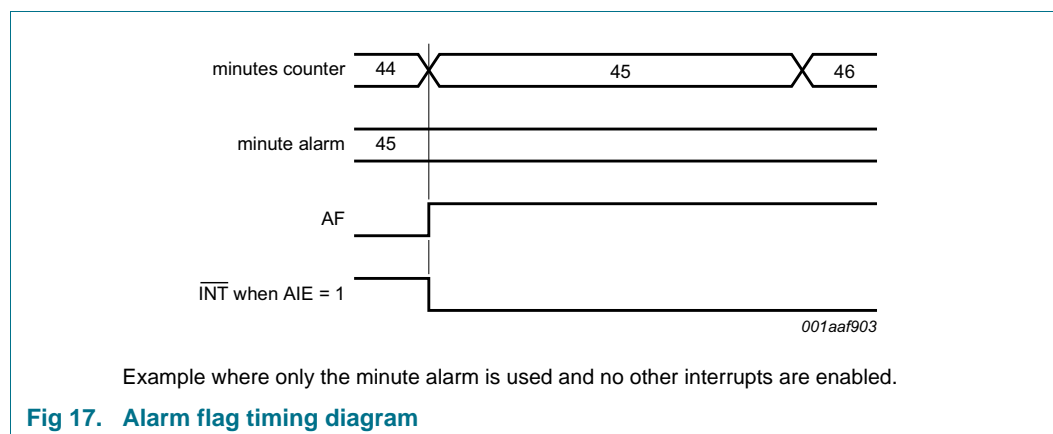 minutes counter 44 45 46
minute alarm 45
AF
INT when AIE = 1
001aaf903
Example where only the minute alarm is used and no other interrupts are enabled.
Fig 17. Alarm flag timing diagram